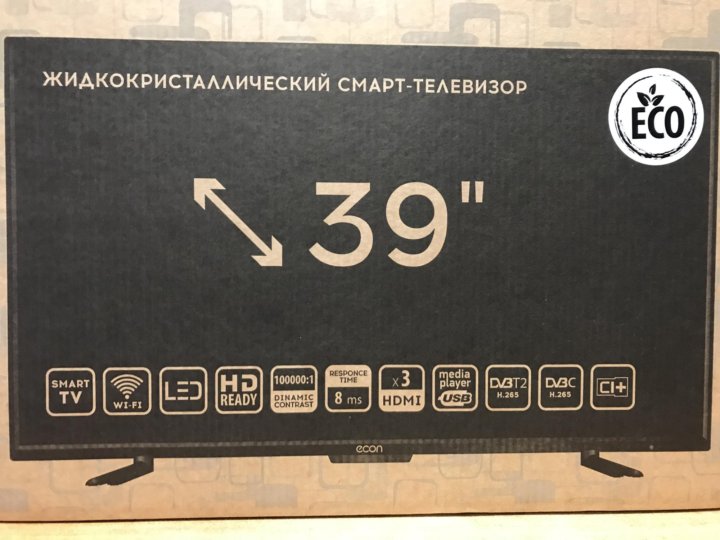 ЖИДКОКРИСТАЛЛИЧЕСКИЙ СМАРТ-ТЕЛЕВИЗОР
ECO
39"
SMART
TV
WI-FI
LED
HD
READY
100000:1
DINAMIC
CONTRAST
RESPONCE
TIME
8 ms
x3
HDMI
media
player
USB
DVBT2
H.265
DVBC
H.265
CI+
econ